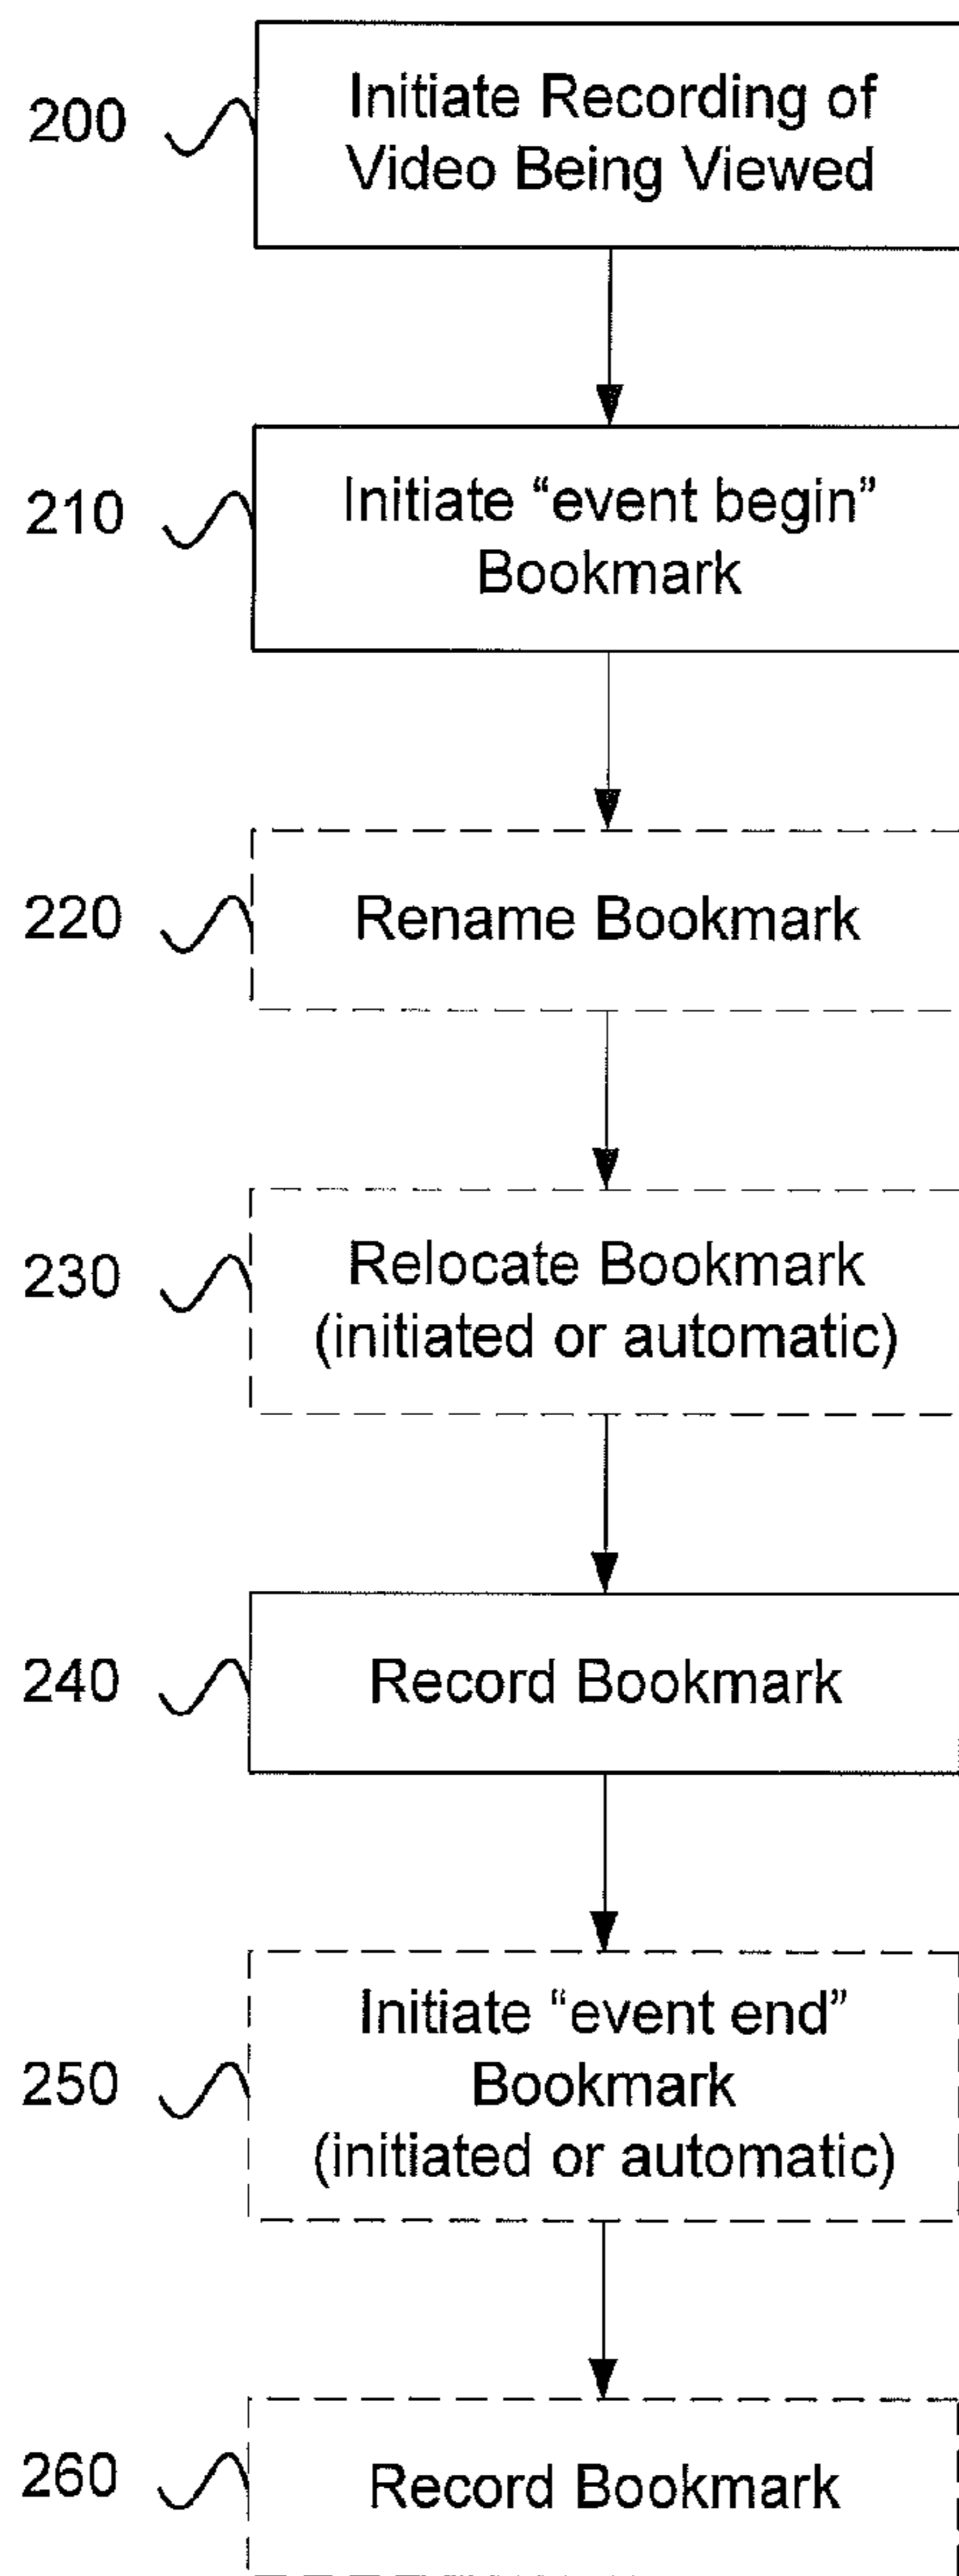 200
Initiate Recording of
Video Being Viewed
210
Initiate “event begin”
Bookmark
220
Rename Bookmark
230
Relocate Bookmark
(initiated or automatic)
240
Record Bookmark
250
Initiate “event end”
Bookmark
(initiated or automatic)
260
Record Bookmark